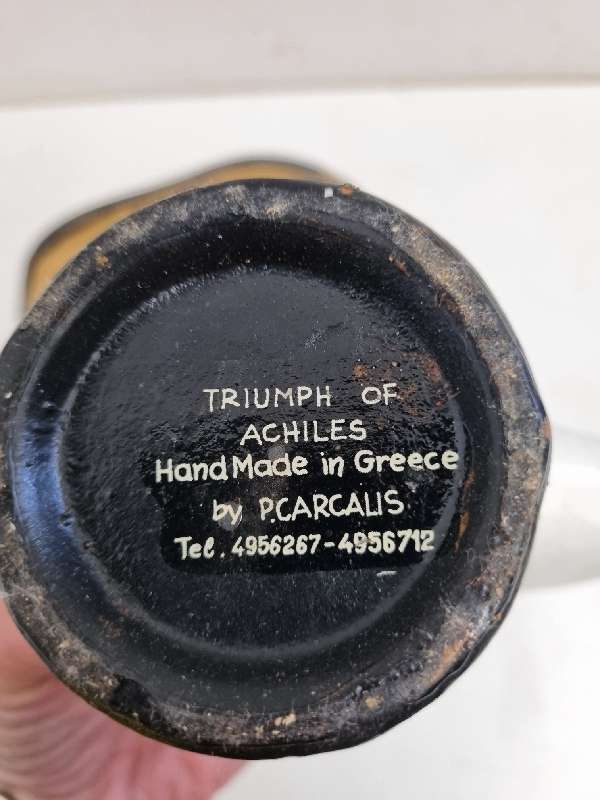 TRIUMPH OF
ACHILES
Hand Made in Greece
by P.CARCALIS
Tel. 4956267-4956712